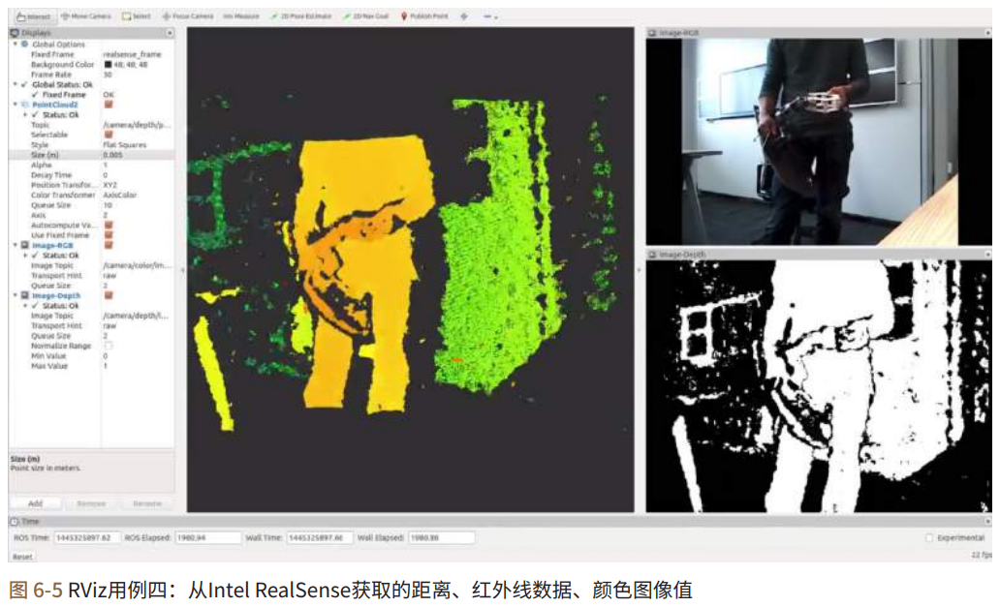 Interact Move Camera Select Focus Camera Measure 2D Pose Estimate 2D Nav Goal Publish Point
Displays
Global Options
Fixed Frame realsense_frame
Background Color 48; 48; 48
Frame Rate 30
Global Status: Ok
Fixed Frame OK
PointCloud2
Status: Ok
Topic /camera/depth/p...
Selectable
Style Flat Squares
Size (m) 0.005
Alpha 1
Decay Time 0
Position Transfor... XYZ
Color Transformer AxisColor
Queue Size 10
Axis Z
Autocompute Va...
Use Fixed Frame
Image-RGB
Status: Ok
Image Topic /camera/color/im...
Transport Hint raw
Queue Size 2
Image-Depth
Status: Ok
Image Topic /camera/depth/i...
Transport Hint raw
Queue Size 2
Normalize Range
Min Value 0
Max Value 1
Size (m)
Point size in meters.
Add Remove Rename
Image-RGB
Image-Depth
Time
ROS Time: 1445325897.62 ROS Elapsed: 1980.94 Wall Time: 1445325897.66 Wall Elapsed: 1980.88 Experimental
Reset 22 fps
图 6-5 RViz用例四：从Intel RealSense获取的距离、红外线数据、颜色图像值